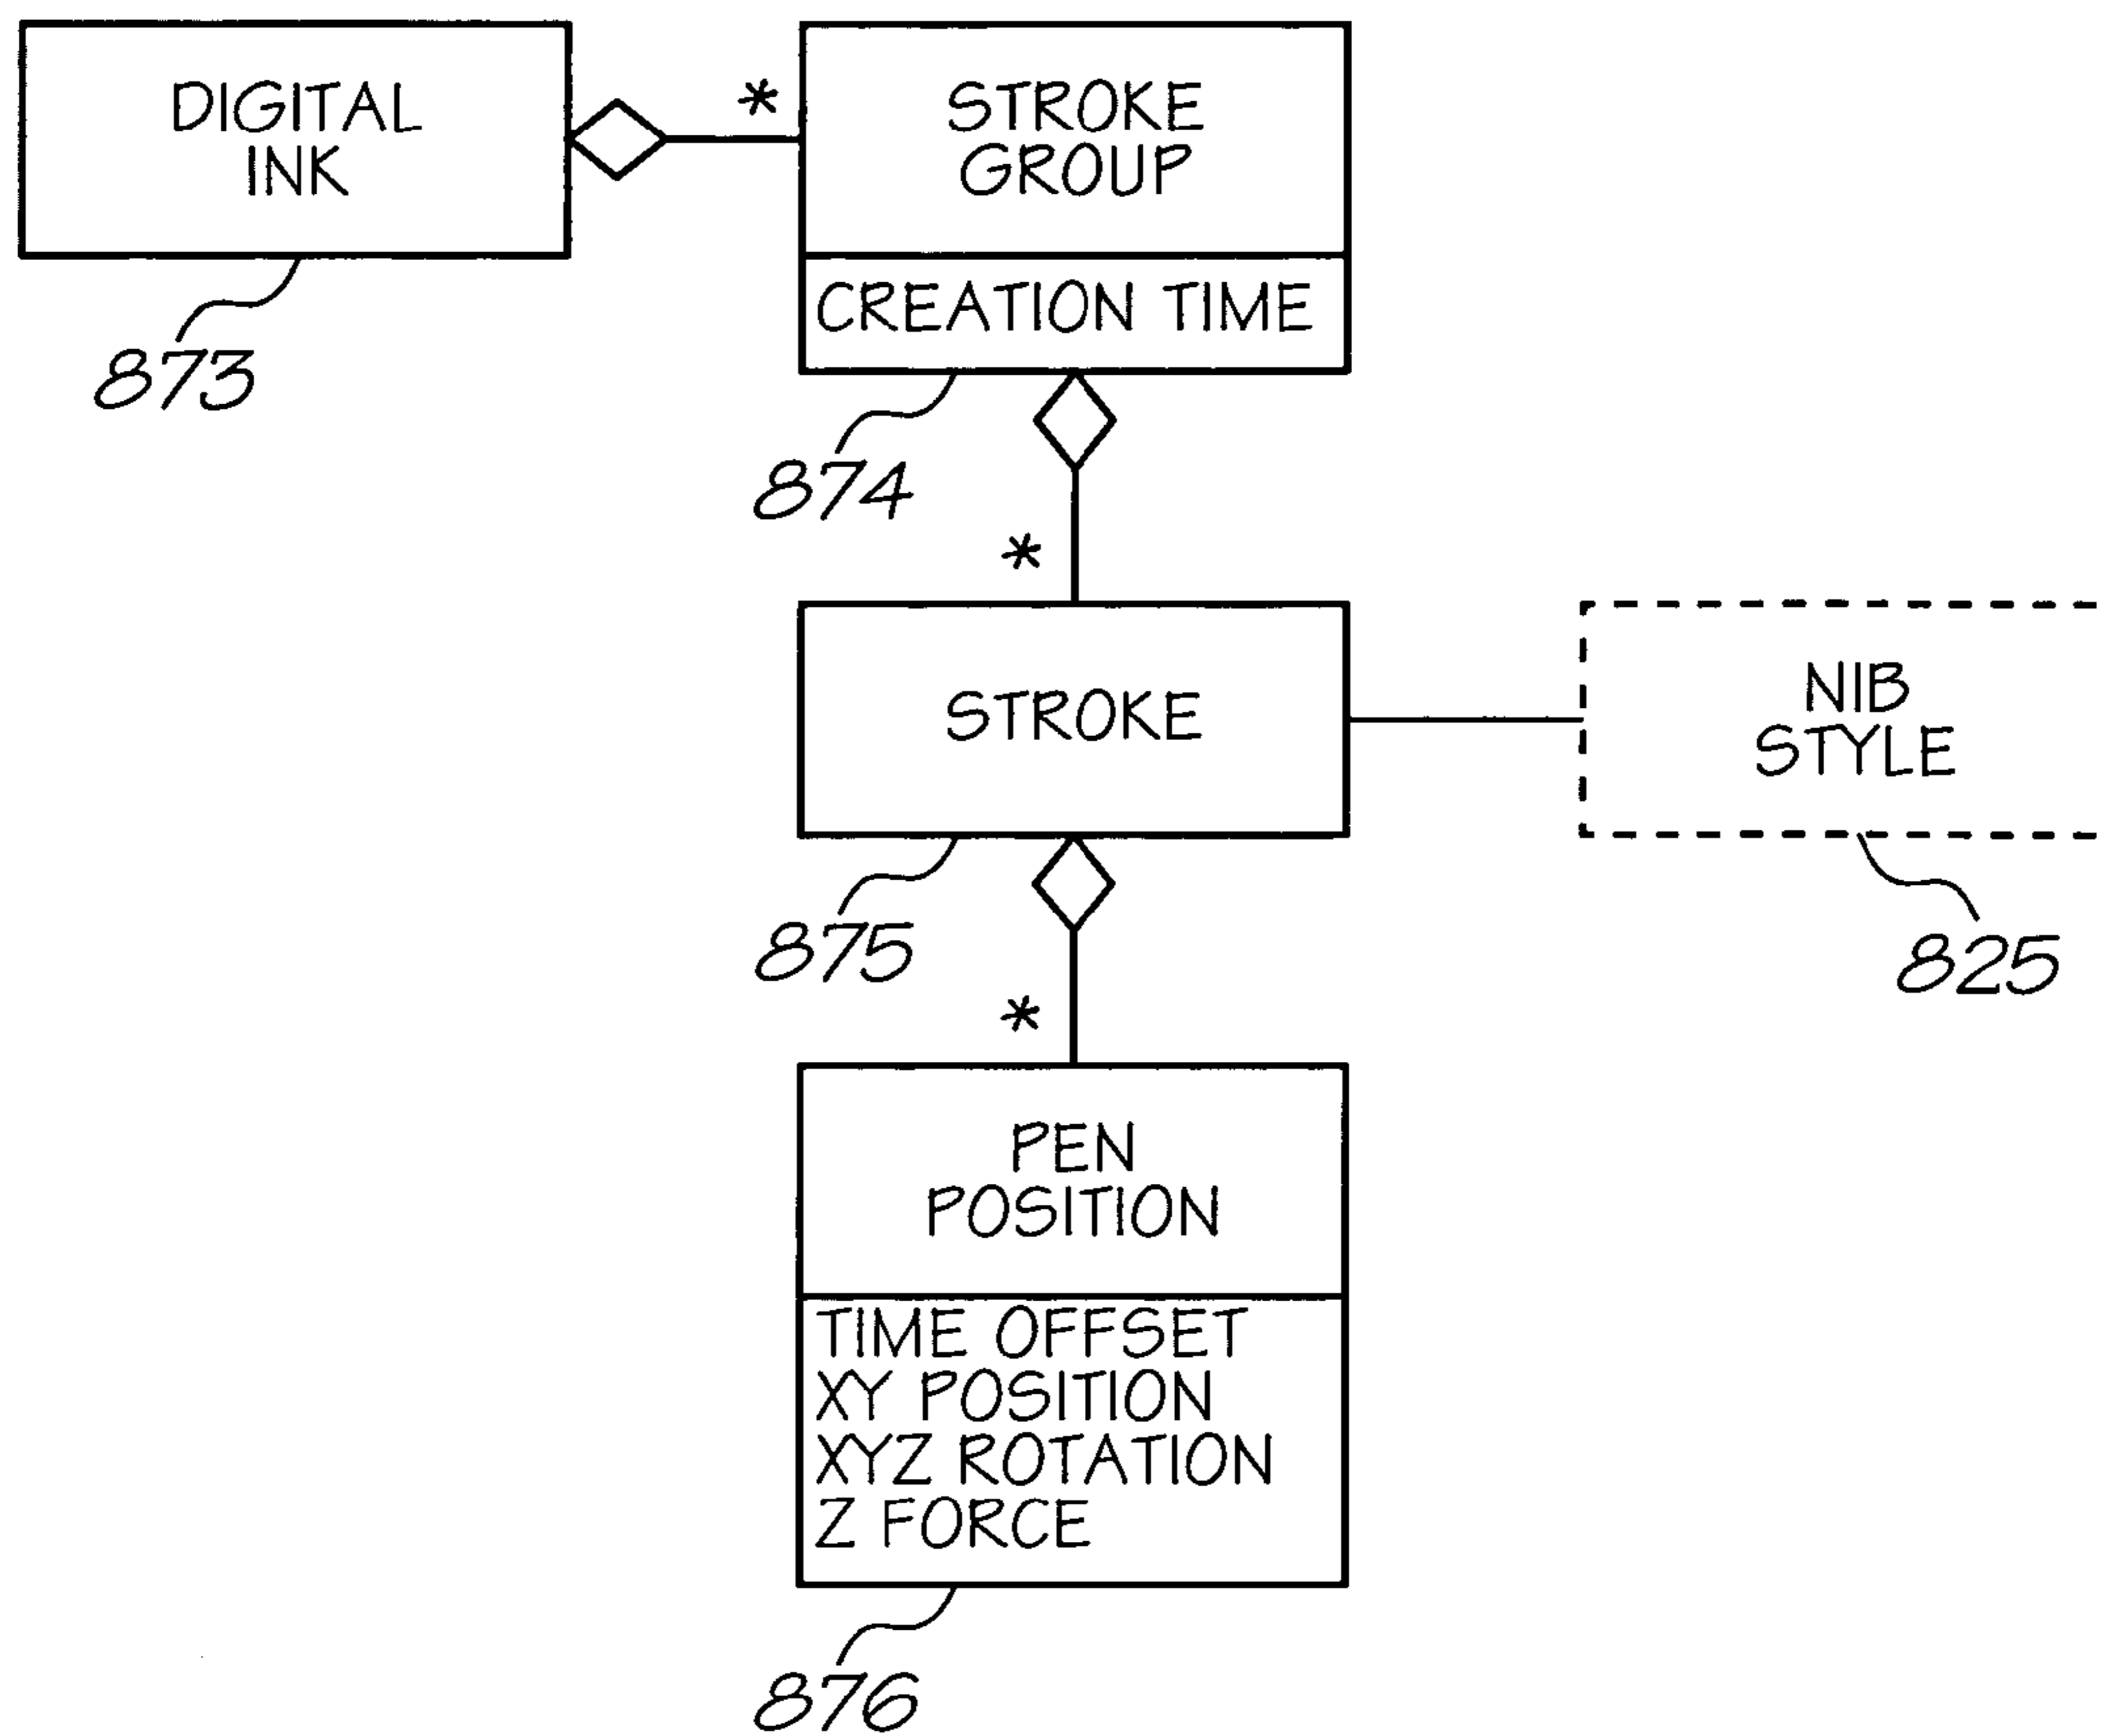 DIGITAL
INK
873
*
STROKE
GROUP
CREATION TIME
874
*
STROKE
875
NIB
STYLE
825
*
PEN
POSITION
TIME OFFSET
XY POSITION
XYZ ROTATION
Z FORCE
876